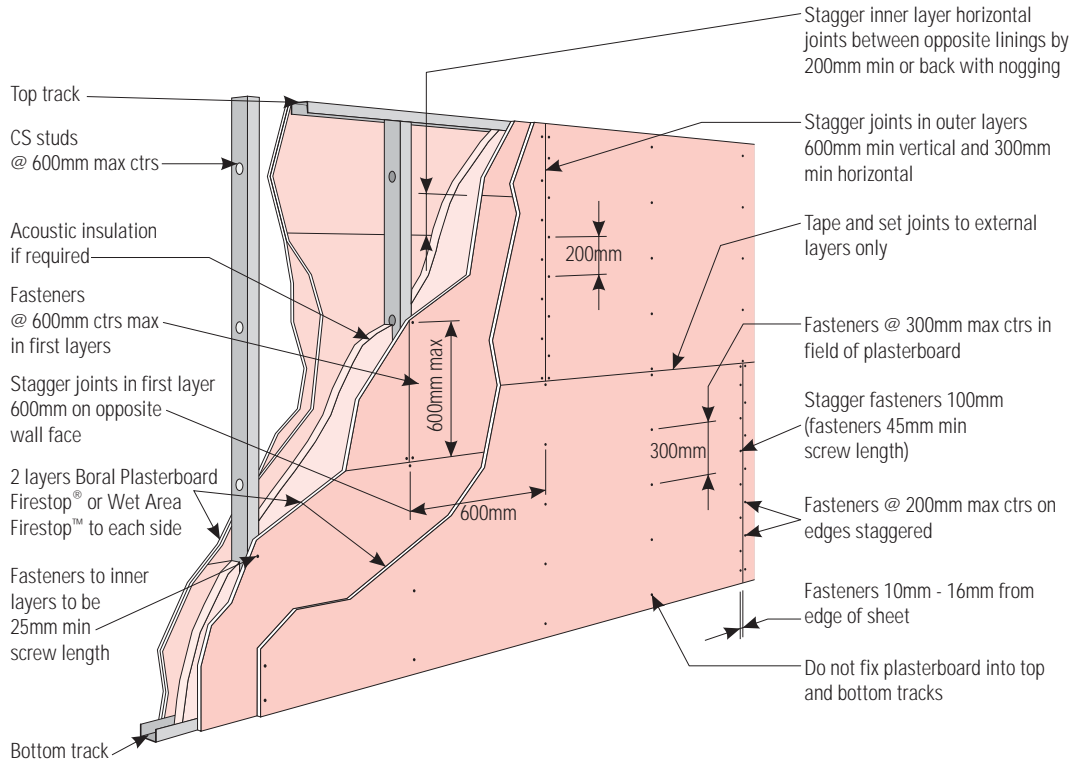 Stagger inner layer horizontal
joints between opposite linings by
200mm min or back with nogging
Top track
CS studs
@ 600mm max ctrs
Stagger joints in outer layers
600mm min vertical and 300mm
min horizontal
Acoustic insulation
if required
Tape and set joints to external
layers only
200mm
Fasteners
@ 600mm ctrs max
in first layers
Fasteners @ 300mm max ctrs in
field of plasterboard
600mm max
Stagger joints in first layer
600mm on opposite
wall face
Stagger fasteners 100mm
(fasteners 45mm min
screw length)
300mm
2 layers Boral Plasterboard
Firestop® or Wet Area
Firestop™ to each side
600mm
Fasteners @ 200mm max ctrs on
edges staggered
Fasteners to inner
layers to be
25mm min
screw length
Fasteners 10mm - 16mm from
edge of sheet
Do not fix plasterboard into top
and bottom tracks
Bottom track